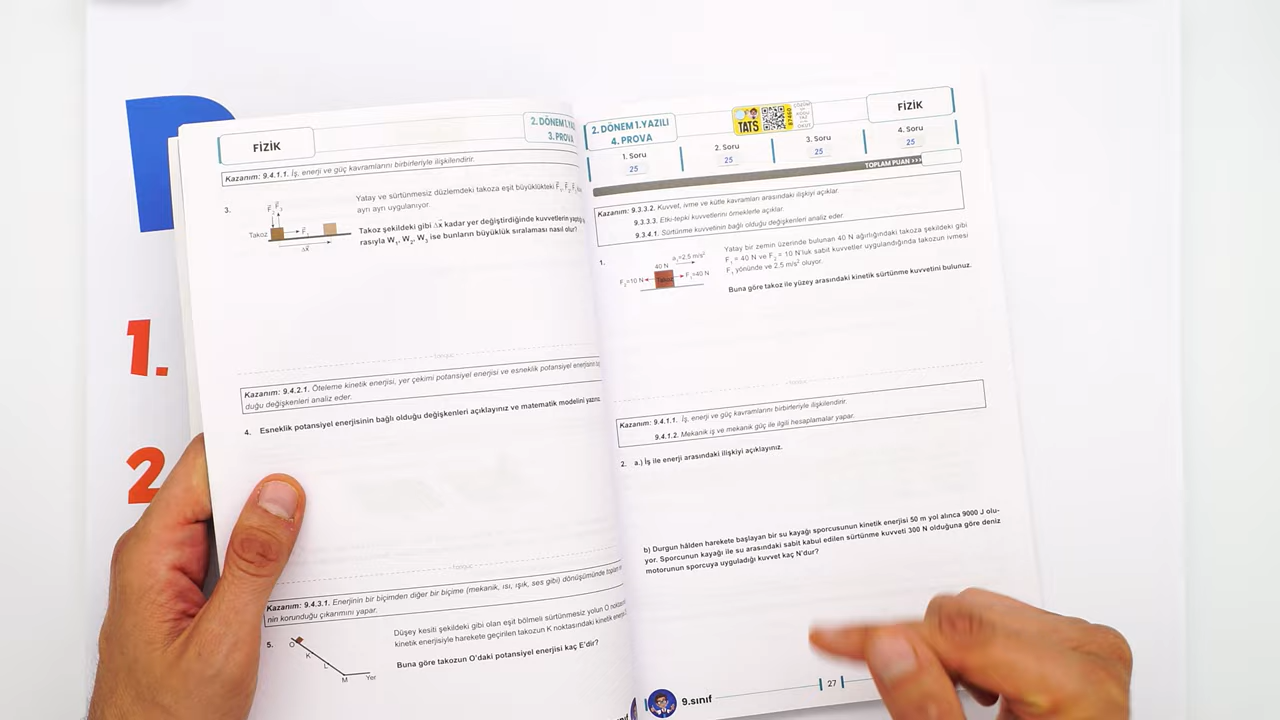 1.
2
FİZİK
2. DÖNEM 1.YAZ
3. PROVA
Kazanım: 9.4.1.1. İş, enerji ve güç kavramlarını birbirleriyle ilişkilendirir.
3.
Takoz
F₁
Δx
Yatay ve sürtünmesiz düzlemdeki takoza eşit büyüklükteki
ayrı ayrı uygulanıyor.
Takoz şekildeki gibi Δx kadar yer değiştirdiğinde kuvvetlerin
rasıyla W₁, W₂, W₃ ise bunların büyüklük sıralaması nasıl olur?
Kazanım: 9.4.2.1. Öteleme kinetik enerjisi, yer çekimi potansiyel enerjisi ve esneklik potansiyel
duğu değişkenleri analiz eder.
4. Esneklik potansiyel enerjisinin bağlı olduğu değişkenleri açıklayınız ve matematik modelini
Kazanım: 9.4.3.1. Enerjinin bir biçimden diğer bir biçime (mekanik, ısı, ışık, ses gibi) dönüşümünde
nin korunduğu çıkarımını yapar.
5.
O
K
L
M
Yer
Düşey kesiti şekildeki gibi olan eşit bölmeli sürtünmesiz yolun O
kinetik enerjisiyle harekete geçirilen takozun K noktasındaki kinetik
Buna göre takozun O'daki potansiyel enerjisi kaç E'dir?
2. DÖNEM 1.YAZILI
4. PROVA
TATS
FİZİK
1. Soru
25
2. Soru
25
3. Soru
25
4. Soru
25
TOPLAM PUAN >>>
Kazanım: 9.3.3.2. Kuvvet, ivme ve kütle kavramları arasındaki ilişkiyi açıklar.
9.3.3.3. Etki-tepki kuvvetlerini örneklerle açıklar.
9.3.4.1. Sürtünme kuvvetinin bağlı olduğu değişkenleri analiz eder.
1.
40 N
a₁=2,5 m/s²
F₂=10 N
Takoz
F₁=40 N
Yatay bir zemin üzerinde bulunan 40 N ağırlığındaki takoza şekildeki gibi
F₁ = 40 N ve F₂ = 10 N'luk sabit kuvvetler uygulandığında takozun ivmesi
F₁ yönünde ve 2,5 m/s² oluyor.
Buna göre takoz ile yüzey arasındaki kinetik sürtünme kuvvetini bulunuz.
Kazanım: 9.4.1.1. İş, enerji ve güç kavramlarını birbirleriyle ilişkilendirir.
9.4.1.2. Mekanik iş ve mekanik güç ile ilgili hesaplamalar yapar.
2. a.) İş ile enerji arasındaki ilişkiyi açıklayınız.
b) Durgun hâlden harekete başlayan bir su kayağı sporcusunun kinetik enerjisi 50 m yol alınca 9000 J olu-
yor. Sporcunun kayağı ile su arasındaki sabit kabul edilen sürtünme kuvveti 300 N olduğuna göre deniz
motorunun sporcuya uyguladığı kuvvet kaç N'dur?
9.sınıf
27